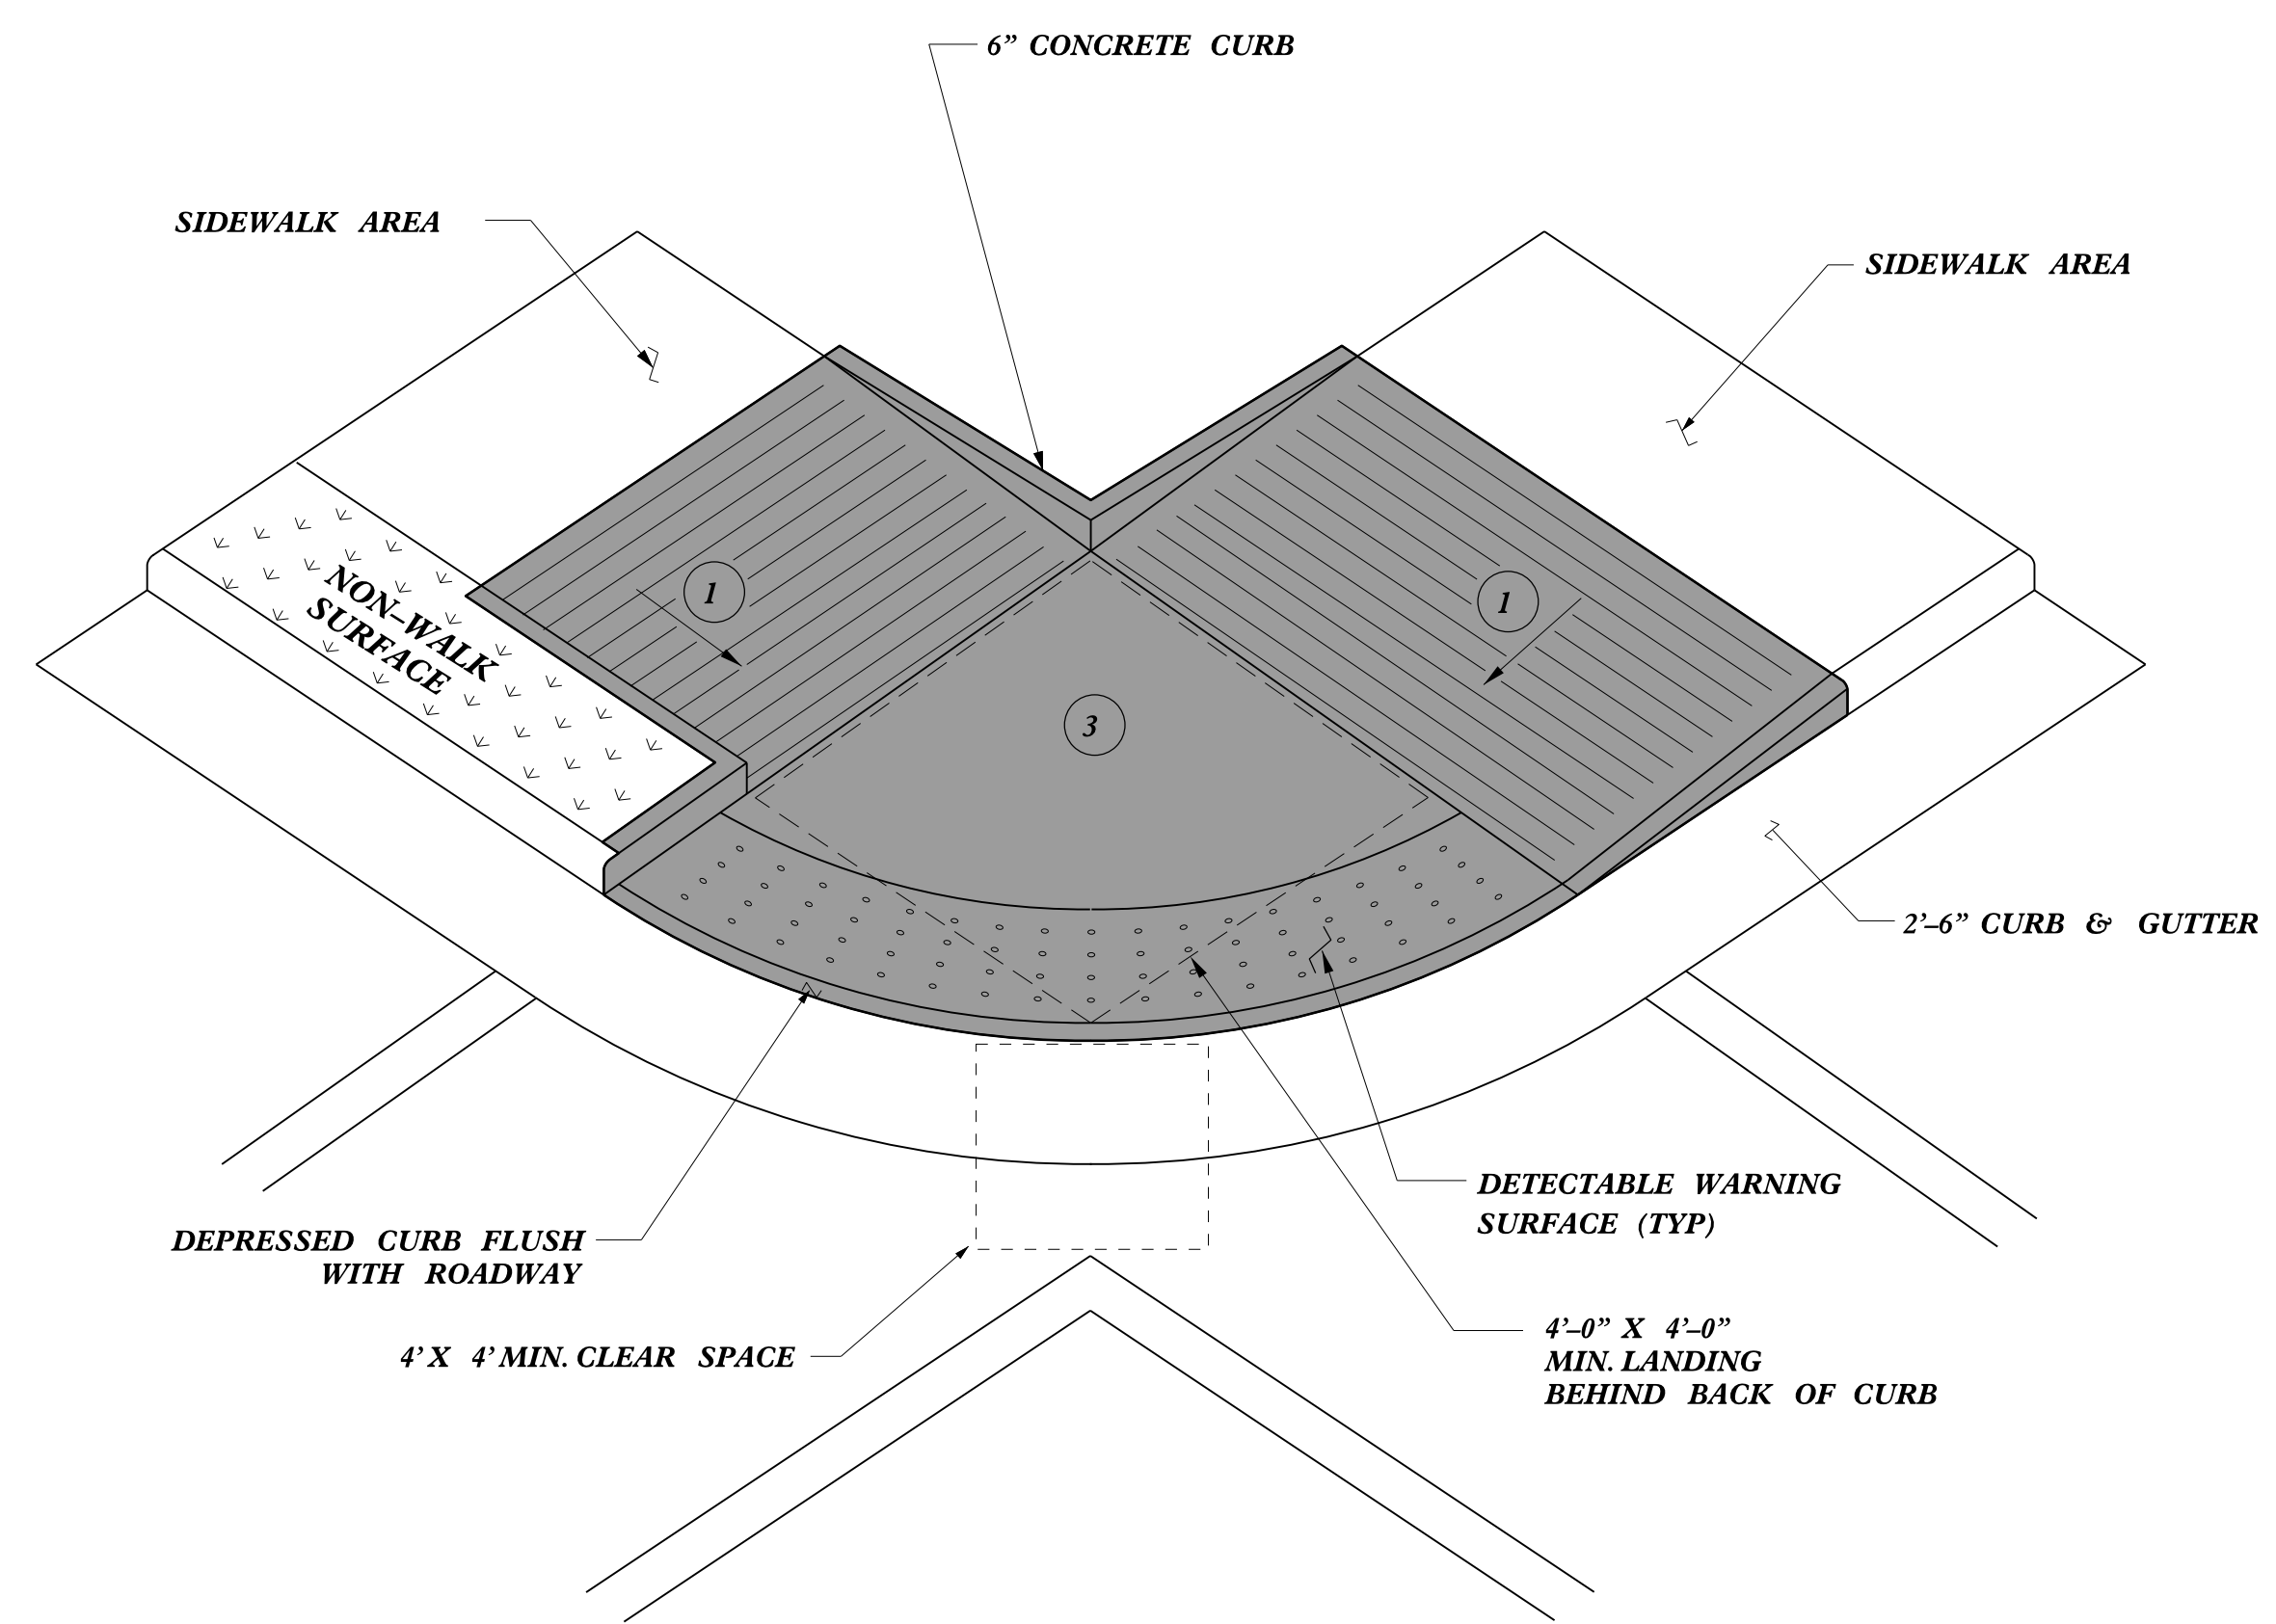 6” CONCRETE CURB
SIDEWALK AREA
SIDEWALK AREA
NON–WALK
SURFACE
1
1
3
2’–6” CURB & GUTTER
DETECTABLE WARNING
SURFACE (TYP)
DEPRESSED CURB FLUSH
WITH ROADWAY
4’ X 4’ MIN. CLEAR SPACE
4’–0” X 4’–0”
MIN. LANDING
BEHIND BACK OF CURB